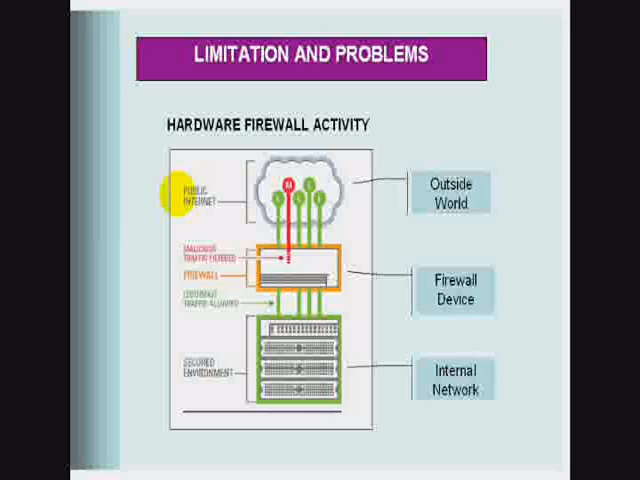 LIMITATION AND PROBLEMS
HARDWARE FIREWALL ACTIVITY
PUBLIC
INTERNET
Outside
World
MALICIOUS
TRAFFIC FILTERED
FIREWALL
Firewall
Device
LEGITIMATE
TRAFFIC ALLOWED
SECURED
ENVIRONMENT
Internal
Network